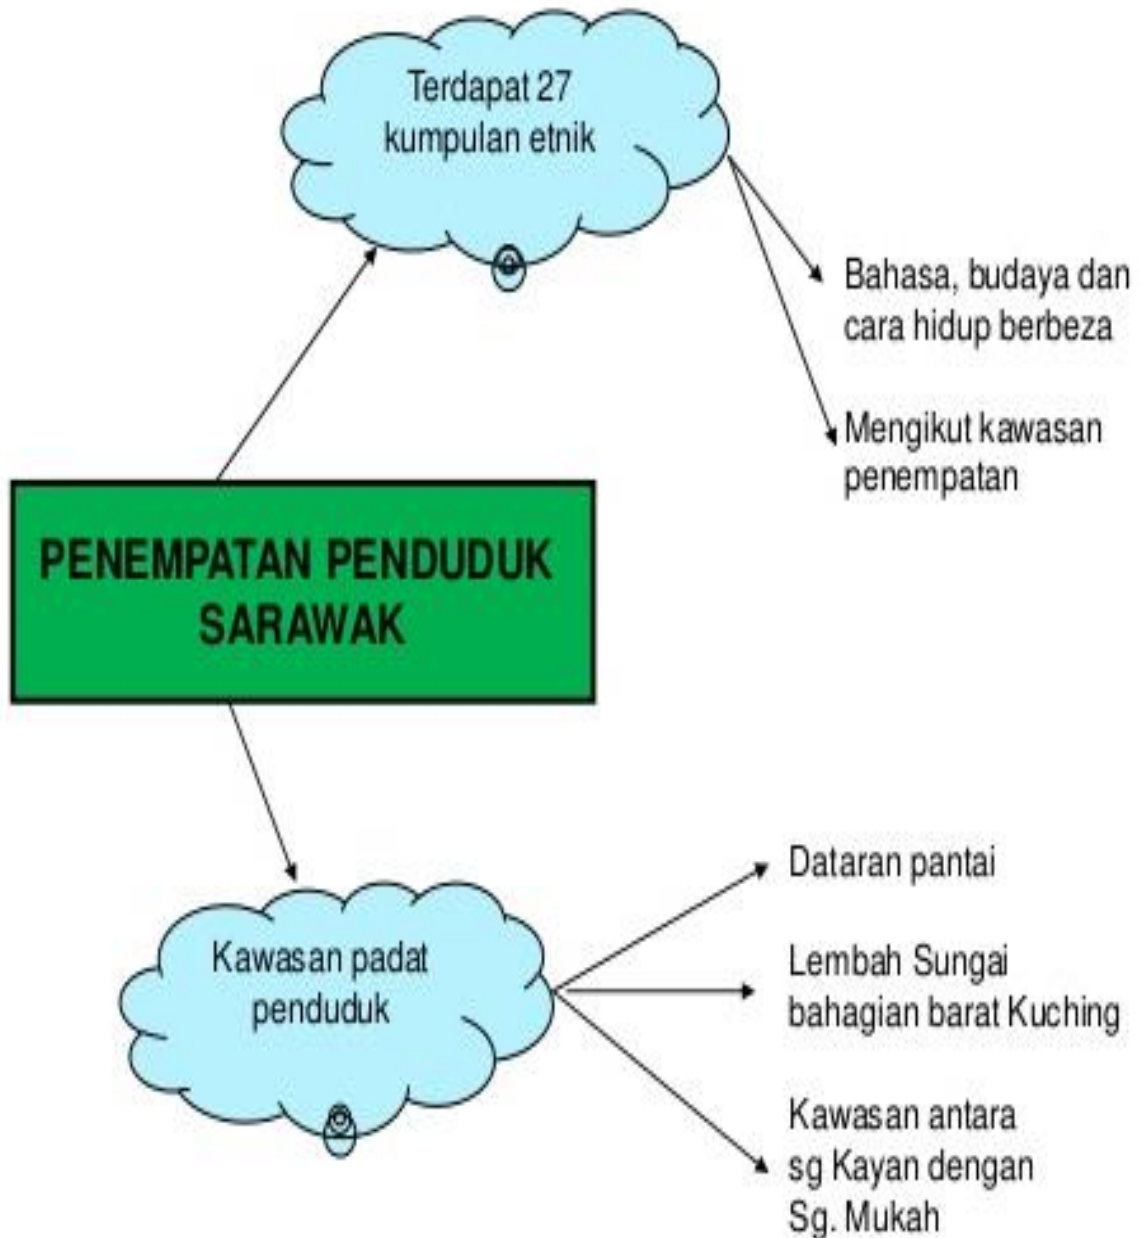 Terdapat 27
kumpulan etnik
Bahasa, budaya dan
cara hidup berbeza
Mengikut kawasan
penempatan
PENEMPATAN PENDUDUK
SARAWAK
Kawasan padat
penduduk
Dataran pantai
Lembah Sungai
bahagian barat Kuching
Kawasan antara
sg Kayan dengan
Sg. Mukah